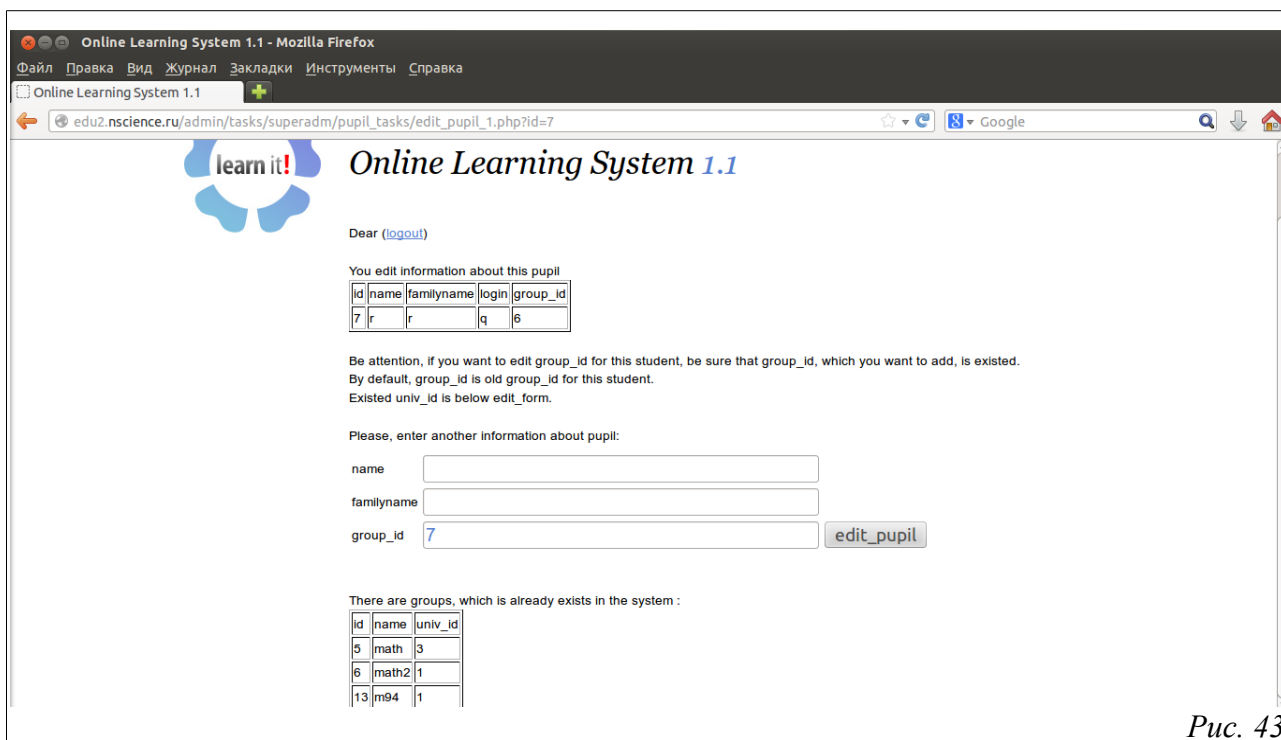 Online Learning System 1.1 - Mozilla Firefox
Файл Правка Вид Журнал Закладки Инструменты Справка
Online Learning System 1.1
edu2.nscience.ru/admin/tasks/superadm/pupil_tasks/edit_pupil_1.php?id=7
Google
learn it!
Online Learning System 1.1
Dear (logout)
You edit information about this pupil
id name familyname login group_id
7 r r q 6
Be attention, if you want to edit group_id for this student, be sure that group_id, which you want to add, is existed.
By default, group_id is old group_id for this student.
Existed univ_id is below edit_form.
Please, enter another information about pupil:
name
familyname
group_id 7 edit_pupil
There are groups, which is already exists in the system :
id name univ_id
5 math 3
6 math2 1
13 m94 1
Рис. 43